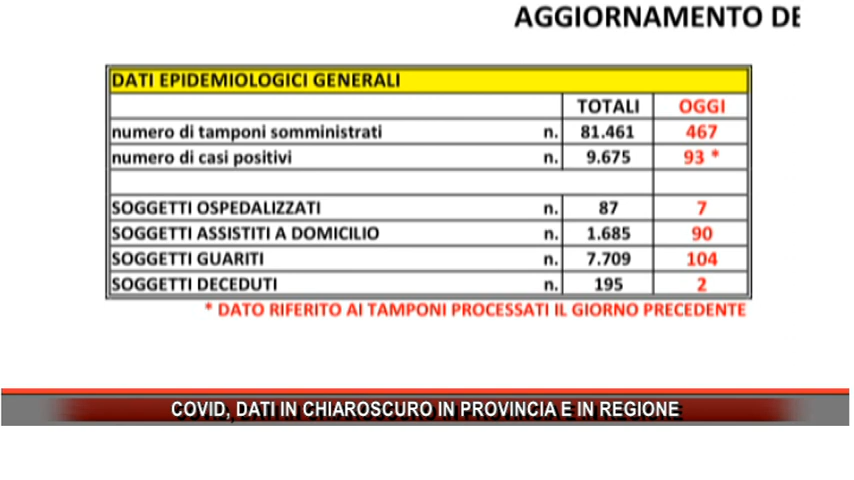 AGGIORNAMENTO DE
DATI EPIDEMIOLOGICI GENERALI
TOTALI OGGI
numero di tamponi somministrati n. 81.461 467
numero di casi positivi n. 9.675 93 *
SOGGETTI OSPEDALIZZATI n. 87 7
SOGGETTI ASSISTITI A DOMICILIO n. 1.685 90
SOGGETTI GUARITI n. 7.709 104
SOGGETTI DECEDUTI n. 195 2
* DATO RIFERITO AI TAMPONI PROCESSATI IL GIORNO PRECEDENTE
COVID, DATI IN CHIAROSCURO IN PROVINCIA E IN REGIONE